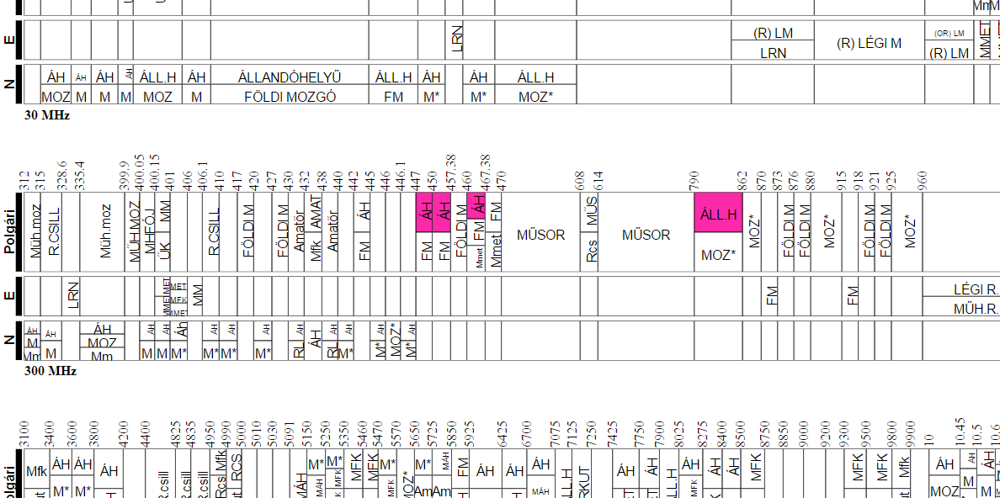 E LRN (R) LM (R) LÉGI M (OR) LM MMET
LRN (R) LM
N ÁH ÁH ÁH ÁH ÁLL.H ÁH ÁLLANDÓHELYŰ ÁLL.H ÁH ÁH ÁLL.H
MOZ M M M MOZ M FÖLDI MOZGÓ FM M* M* MOZ*
30 MHz
312 315 328.6 335.4 399.9 400.05 400.15 401 406 406.1 410 417 420 427 430 432 438 440 442 445 446 446.1 447 450 457.38 460 467.38 470 608 614 790 862 870 873 876 880 915 918 921 925 960
Polgári Műh.moz R.CSILL Műh.moz MŰH.MOZ MHFÖJ ŰK MM R.CSILL FÖLDI M FÖLDI M Amatőr Mfk AMAT Amatőr FM ÁH FM ÁH FM ÁH FÖLDI M Mmet FM ÁH Mmet FM MŰSOR Rcs MŰS MŰSOR ÁLL.H MOZ* MOZ* FÖLDI M FÖLDI M MOZ* FÖLDI M FÖLDI M MOZ*
E LRN MMET MET MET MFK MMET MM FM FM LÉGI R.
MŰH.R.
N ÁH ÁH ÁH ÁH ÁH Áh ÁH ÁH ÁH ÁH ÁH ÁH ÁH ÁH MOZ* ÁH
M M MOZ M M M* M* M* M* RL RL M* M* M*
Mm Mm
300 MHz
3100 3400 3600 3800 4200 4400 4825 4835 4950 4990 5000 5010 5030 5091 5150 5250 5350 5460 5470 5570 5650 5725 5850 5925 6425 6700 7075 7125 7250 7425 7750 7900 8025 8275 8400 8500 8750 8850 9000 9200 9300 9500 9800 9900 10 10.45 10.5 10.6
Mfk ÁH ÁH ÁH R.csill Rcs Mfk RCS MÁH M* MÁH M* MFK MFK MFK M* MFK MOZ* M* MÁH FM ÁH ÁH ÁH ÁH ÁH ÁH ÁH ÁH MFK MFK MFK Mfk ÁH ÁH ÁH
M* M* Am Am MÁH MFK MOZ M M